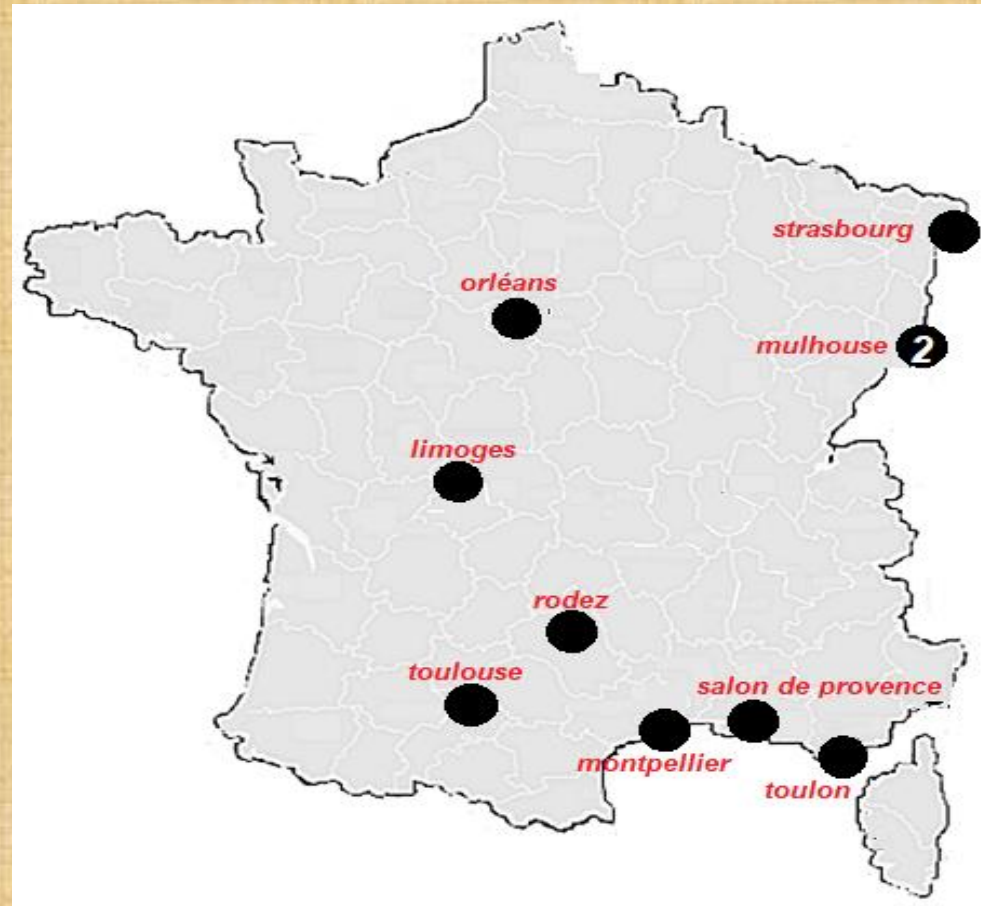 strasbourg
orléans
mulhouse
2
limoges
rodez
toulouse
salon de provence
montpellier
toulon